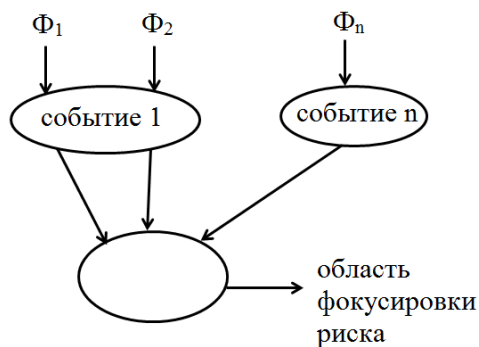 Ф1 Ф2 Фn
событие 1 событие n
область
фокусировки
риска